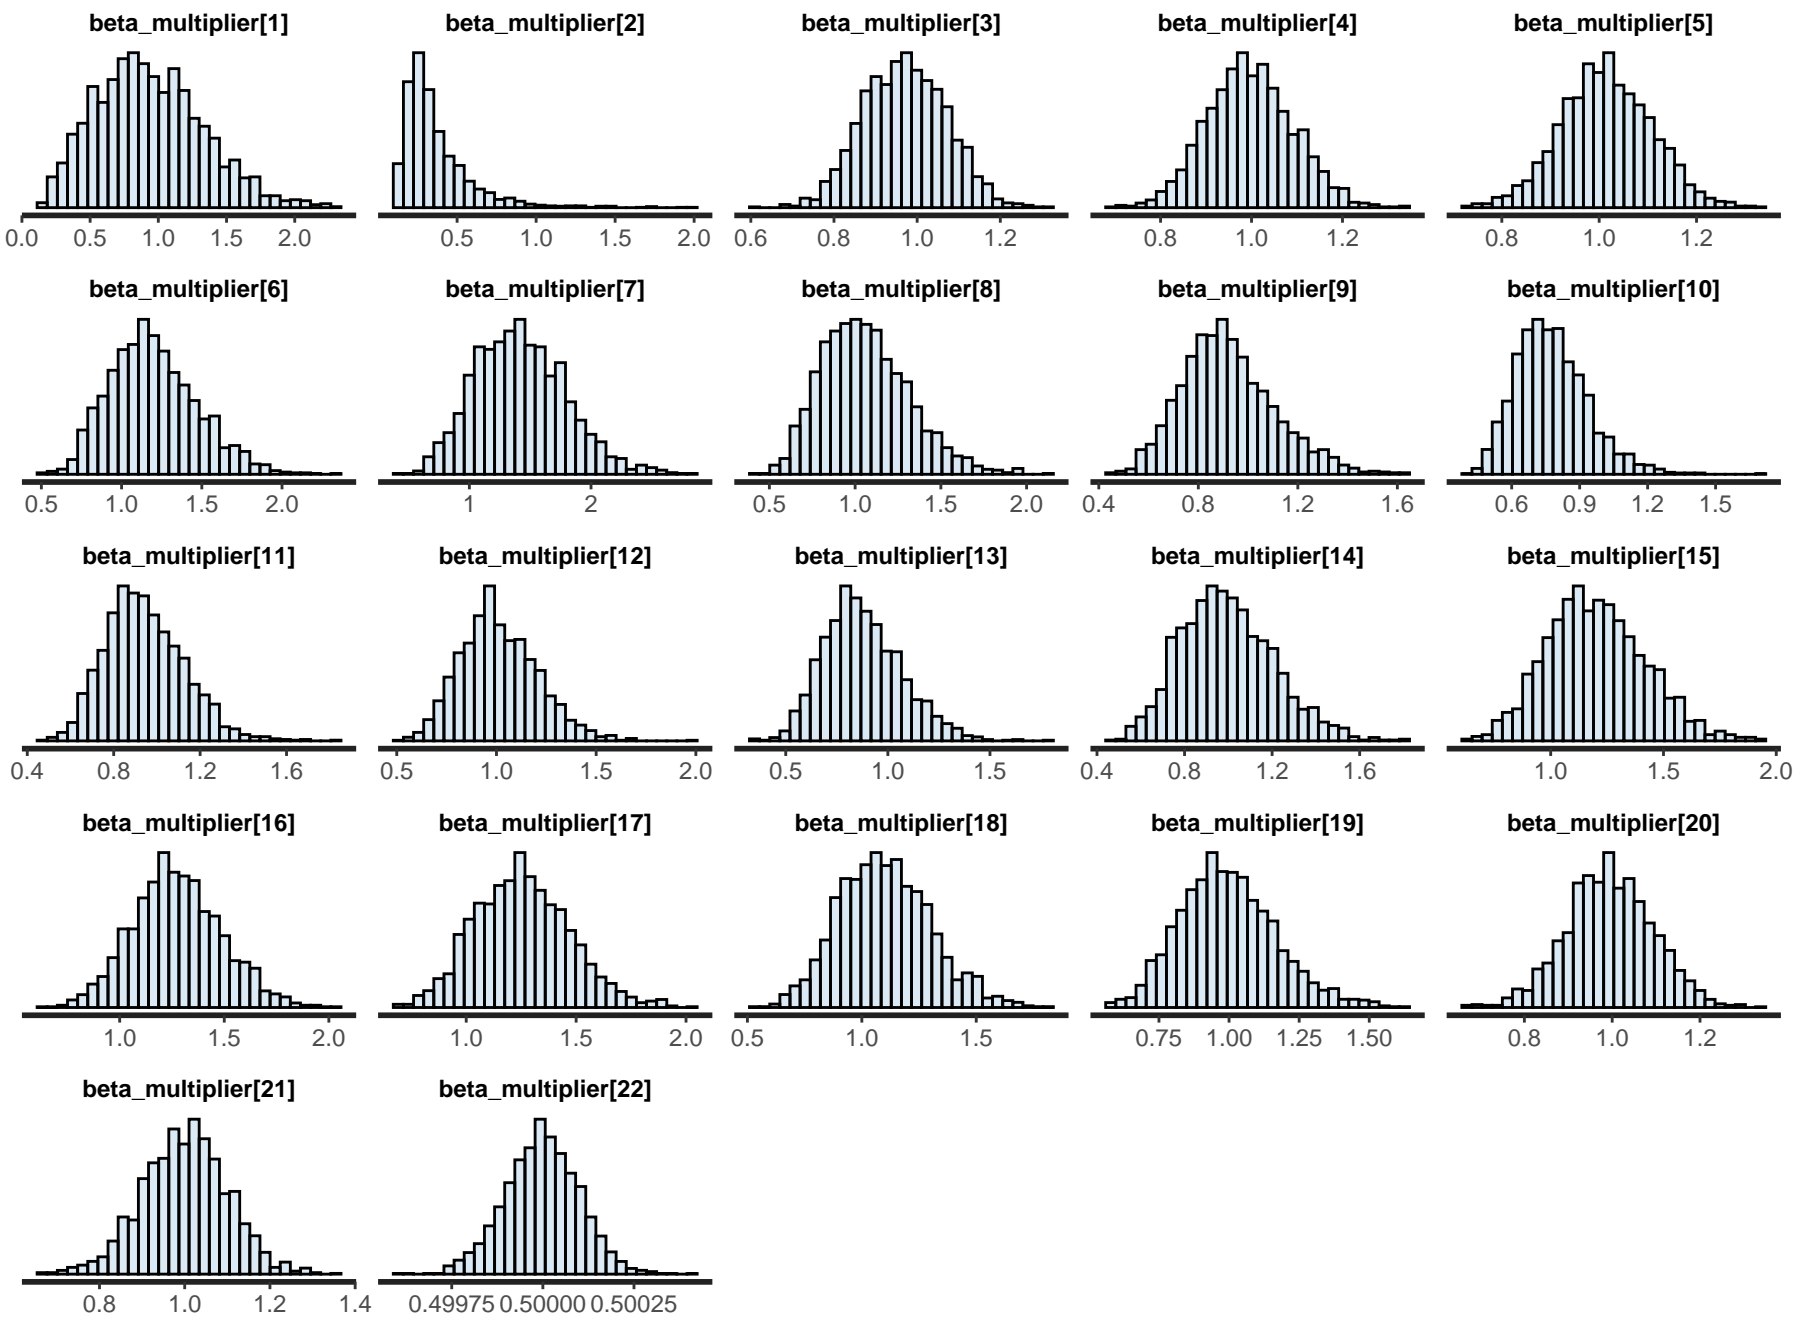 beta_multiplier[1] beta_multiplier[2] beta_multiplier[3] beta_multiplier[4] beta_multiplier[5]
0.0 0.5 1.0 1.5 2.0 0.5 1.0 1.5 2.0 0.6 0.8 1.0 1.2 0.8 1.0 1.2 0.8 1.0 1.2
beta_multiplier[6] beta_multiplier[7] beta_multiplier[8] beta_multiplier[9] beta_multiplier[10]
0.5 1.0 1.5 2.0 1 2 0.5 1.0 1.5 2.0 0.4 0.8 1.2 1.6 0.6 0.9 1.2 1.5
beta_multiplier[11] beta_multiplier[12] beta_multiplier[13] beta_multiplier[14] beta_multiplier[15]
0.4 0.8 1.2 1.6 0.5 1.0 1.5 2.0 0.5 1.0 1.5 0.4 0.8 1.2 1.6 1.0 1.5 2.0
beta_multiplier[16] beta_multiplier[17] beta_multiplier[18] beta_multiplier[19] beta_multiplier[20]
1.0 1.5 2.0 1.0 1.5 2.0 0.5 1.0 1.5 0.75 1.00 1.25 1.50 0.8 1.0 1.2
beta_multiplier[21] beta_multiplier[22]
0.8 1.0 1.2 1.4 0.49975 0.50000 0.50025